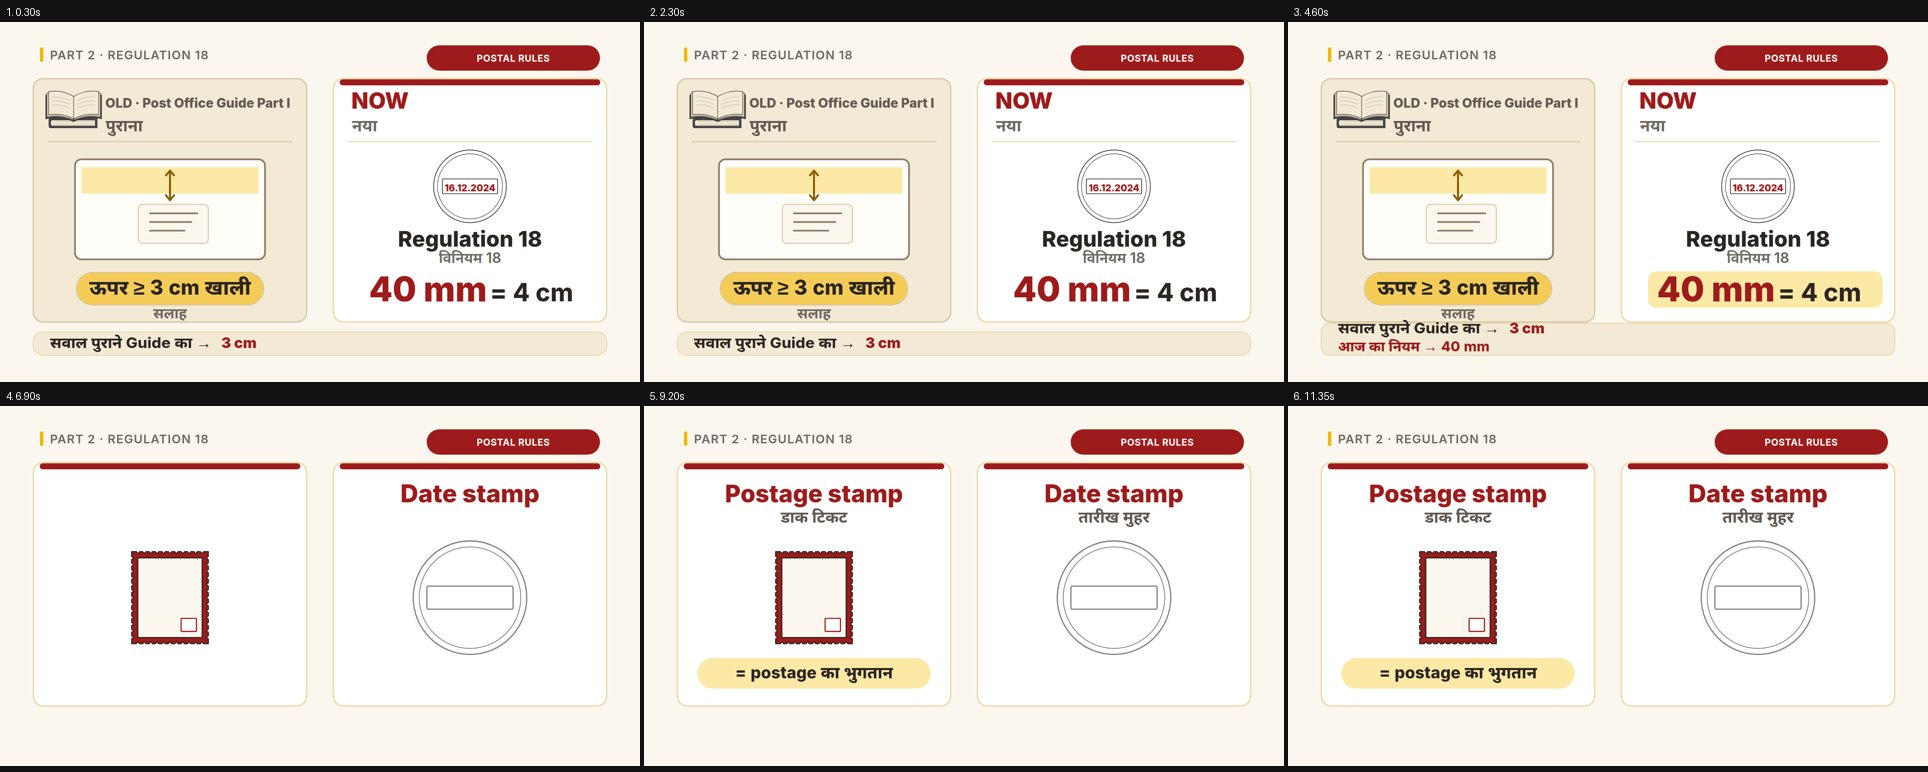 1. 0.30s
PART 2 · REGULATION 18
POSTAL RULES
OLD · Post Office Guide Part I
पुराना
ऊपर ≥ 3 cm खाली
सलाह
NOW
नया
16.12.2024
Regulation 18
विनियम 18
40 mm = 4 cm
सवाल पुराने Guide का → 3 cm
2. 2.30s
PART 2 · REGULATION 18
POSTAL RULES
OLD · Post Office Guide Part I
पुराना
ऊपर ≥ 3 cm खाली
सलाह
NOW
नया
16.12.2024
Regulation 18
विनियम 18
40 mm = 4 cm
सवाल पुराने Guide का → 3 cm
3. 4.60s
PART 2 · REGULATION 18
POSTAL RULES
OLD · Post Office Guide Part I
पुराना
ऊपर ≥ 3 cm खाली
सलाह
NOW
नया
16.12.2024
Regulation 18
विनियम 18
40 mm = 4 cm
सवाल पुराने Guide का → 3 cm
आज का नियम → 40 mm
4. 6.90s
PART 2 · REGULATION 18
POSTAL RULES
Date stamp
5. 9.20s
PART 2 · REGULATION 18
POSTAL RULES
Postage stamp
डाक टिकट
= postage का भुगतान
Date stamp
तारीख मुहर
6. 11.35s
PART 2 · REGULATION 18
POSTAL RULES
Postage stamp
डाक टिकट
= postage का भुगतान
Date stamp
तारीख मुहर